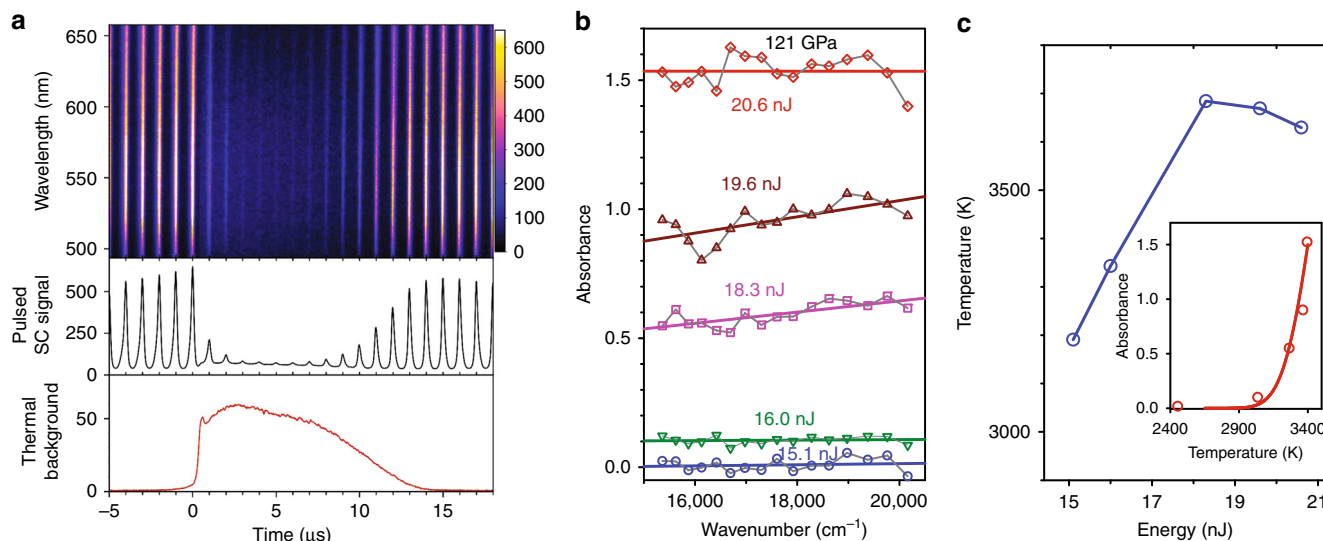 a
650
600
550
500
Wavelength (nm)
600
500
400
300
200
100
0
500
250
0
Pulsed
SC signal
50
0
Thermal
background
−5
0
5
10
15
Time (μs)
b
121 GPa
1.5
1.0
0.5
0.0
Absorbance
20.6 nJ
19.6 nJ
18.3 nJ
16.0 nJ
15.1 nJ
16,000
18,000
20,000
Wavenumber (cm⁻¹)
c
3500
3000
Temperature (K)
15
17
18
20
21
Energy (nJ)
1.5
1.0
0.5
0.0
Absorbance
2400
2900
3400
Temperature (K)